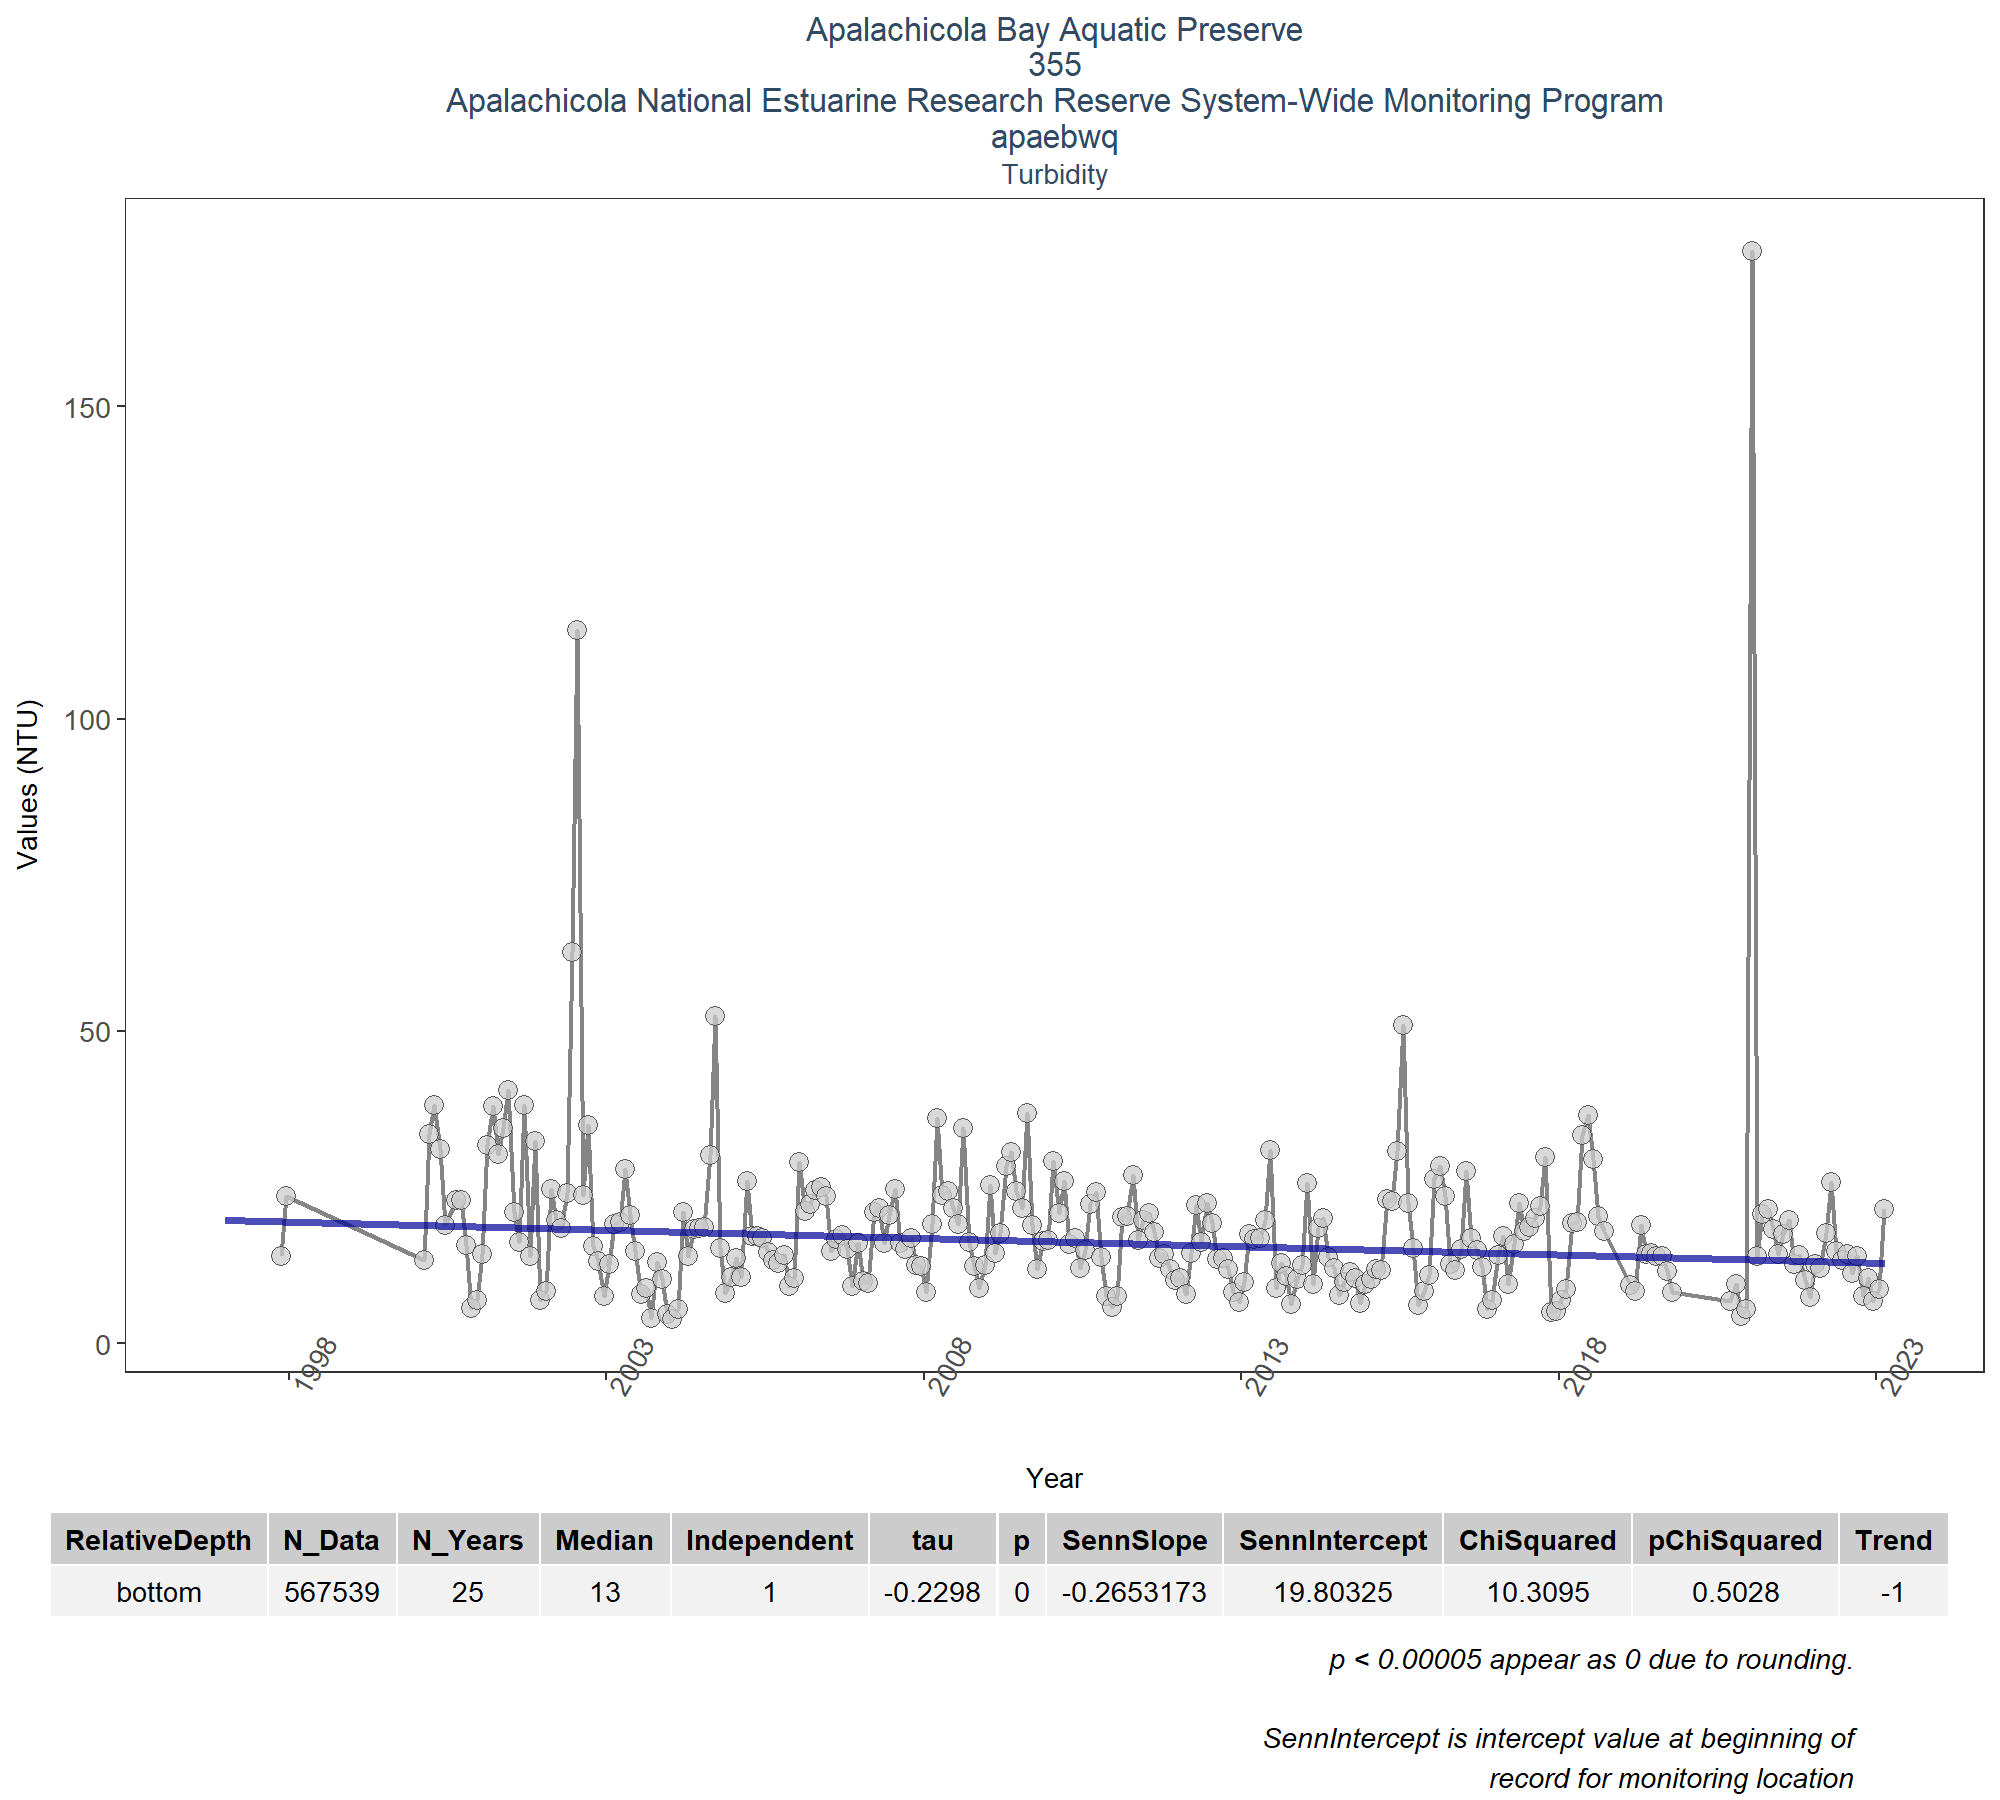 Apalachicola Bay Aquatic Preserve
355
Apalachicola National Estuarine Research Reserve System-Wide Monitoring Program
apaebwq
Turbidity
Values (NTU)
150
100
50
0
1998 2003 2008 2013 2018 2023
Year
RelativeDepth N_Data N_Years Median Independent tau p SennSlope SennIntercept ChiSquared pChiSquared Trend
bottom 567539 25 13 1 -0.2298 0 -0.2653173 19.80325 10.3095 0.5028 -1
p < 0.00005 appear as 0 due to rounding.
SennIntercept is intercept value at beginning of
record for monitoring location